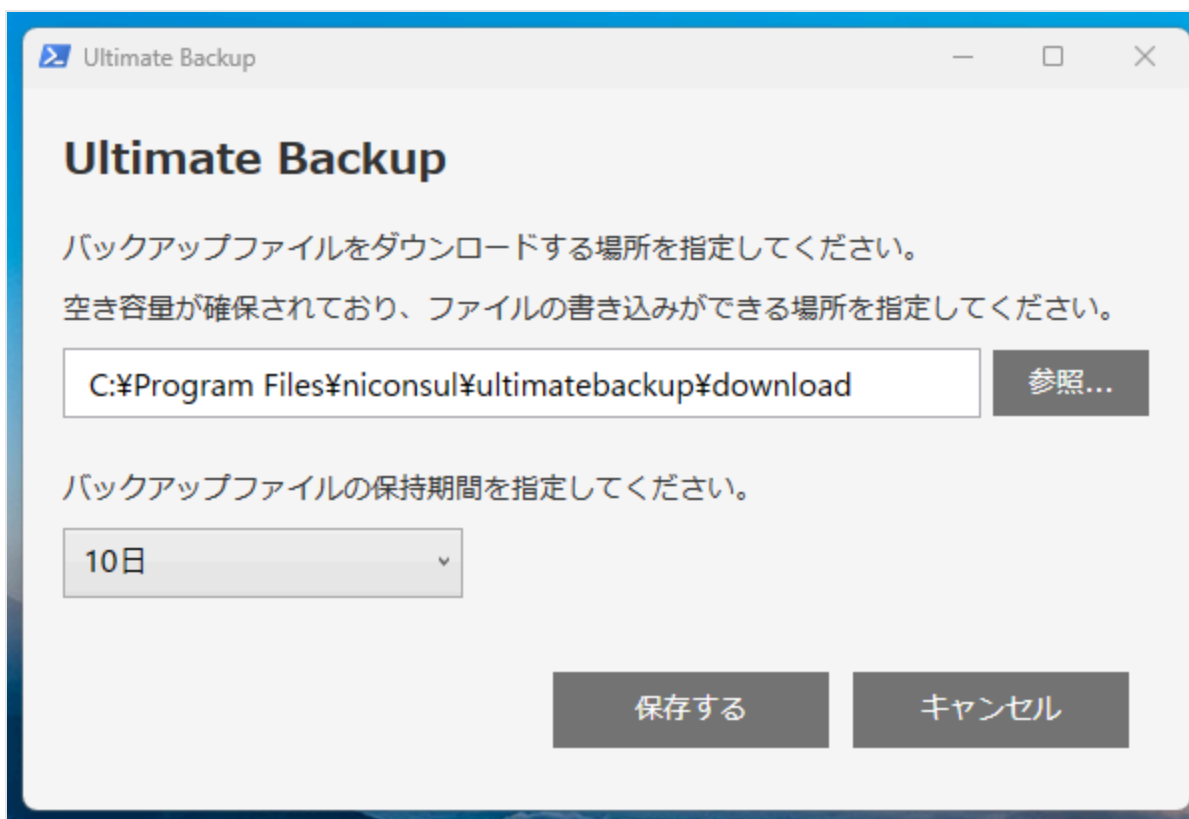 Ultimate Backup
Ultimate Backup
バックアップファイルをダウンロードする場所を指定してください。
空き容量が確保されており、ファイルの書き込みができる場所を指定してください。
C:¥Program Files¥niconsul¥ultimatebackup¥download
参照...
バックアップファイルの保持期間を指定してください。
10日
保存する
キャンセル